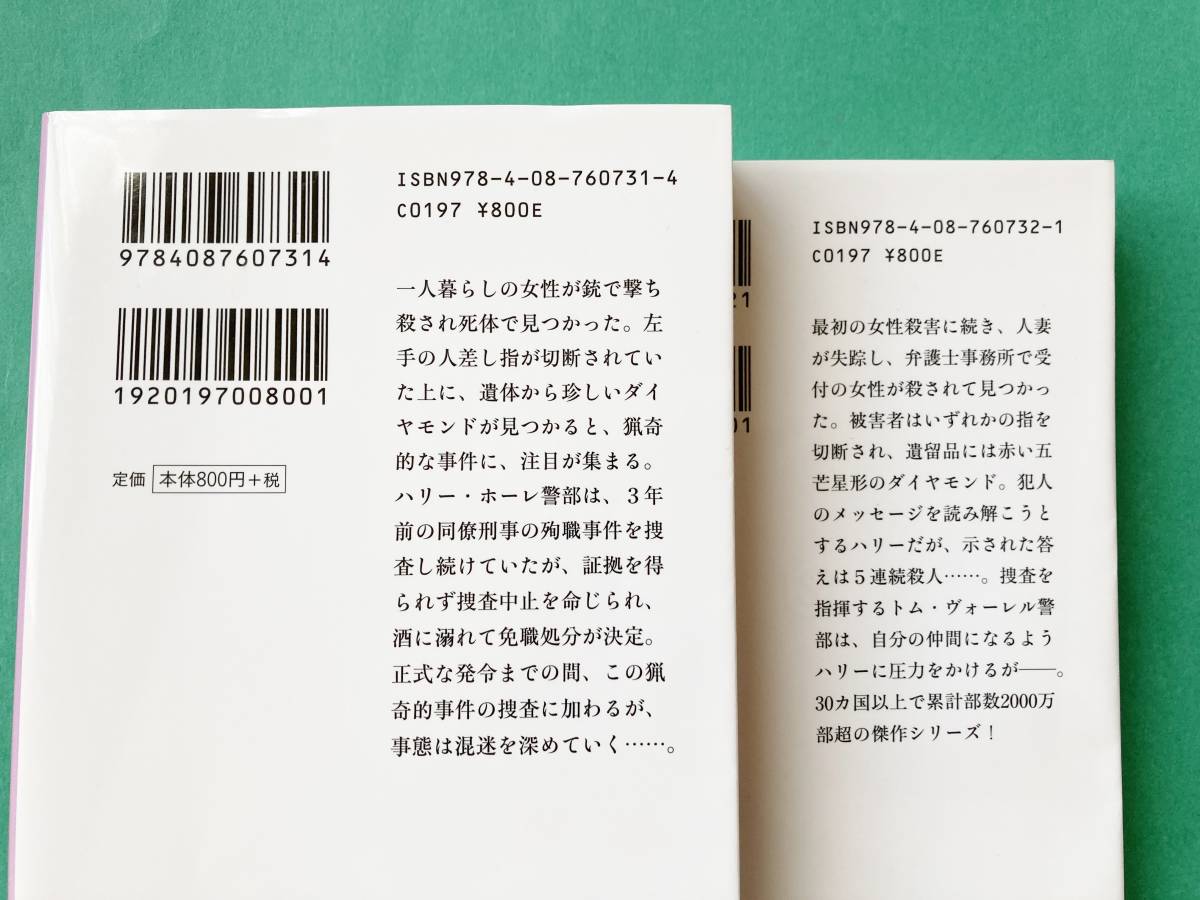 9784087607314
1920197008001
定価 本体800円+税
ISBN978-4-08-760731-4
C0197 ¥800E
一人暮らしの女性が銃で撃ち
殺され死体で見つかった。左
手の人差し指が切断されてい
た上に、遺体から珍しいダイ
ヤモンドが見つかると、猟奇
的な事件に、注目が集まる。
ハリー・ホーレ警部は、3年
前の同僚刑事の殉職事件を捜
査し続けていたが、証拠を得
られず捜査中止を命じられ、
酒に溺れて免職処分が決定。
正式な発令までの間、この猟
奇的事件の捜査に加わるが、
事態は混迷を深めていく……。
21
01
ISBN978-4-08-760732-1
C0197 ¥800E
最初の女性殺害に続き、人妻
が失踪し、弁護士事務所で受
付の女性が殺されて見つかっ
た。被害者はいずれかの指を
切断され、遺留品には赤い五
芒星形のダイヤモンド。犯人
のメッセージを読み解こうと
するハリーだが、示された答
えは5連続殺人……。捜査を
指揮するトム・ヴォーレル警
部は、自分の仲間になるよう
ハリーに圧力をかけるが——。
30カ国以上で累計部数2000万
部超の傑作シリーズ!